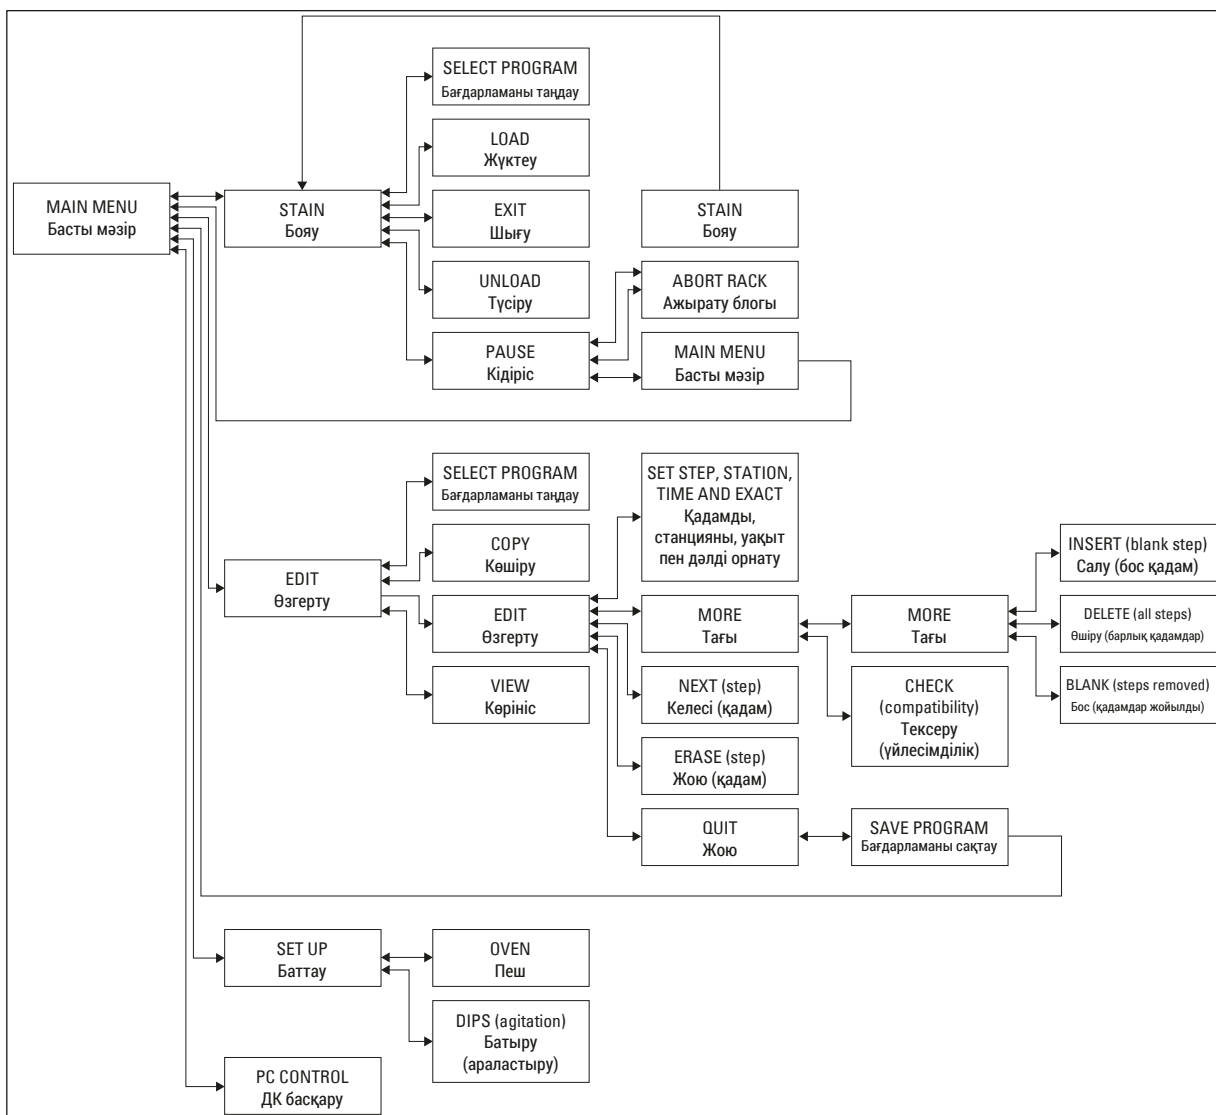 SELECT PROGRAM
Бағдарламаны таңдау
LOAD
Жүктеу
MAIN MENU
Басты мәзір
STAIN
Бояу
EXIT
Шығу
STAIN
Бояу
UNLOAD
Түсіру
ABORT RACK
Ажырату блогы
PAUSE
Кідіріс
MAIN MENU
Басты мәзір
SELECT PROGRAM
Бағдарламаны таңдау
SET STEP, STATION,
TIME AND EXACT
Қадамды,
станцияны, уақыт
пен дәлді орнату
COPY
Көшіру
INSERT (blank step)
Салу (бос қадам)
EDIT
Өзгерту
EDIT
Өзгерту
MORE
Тағы
MORE
Тағы
DELETE (all steps)
Өшіру (барлық қадамдар)
VIEW
Көрініс
NEXT (step)
Келесі (қадам)
CHECK
(compatibility)
Тексеру
(үйлесімділік)
BLANK (steps removed)
Бос (қадамдар жойылды)
ERASE (step)
Жою (қадам)
QUIT
Жою
SAVE PROGRAM
Бағдарламаны сақтау
SET UP
Баттау
OVEN
Пеш
DIPS (agitation)
Батыру
(араластыру)
PC CONTROL
ДК басқару